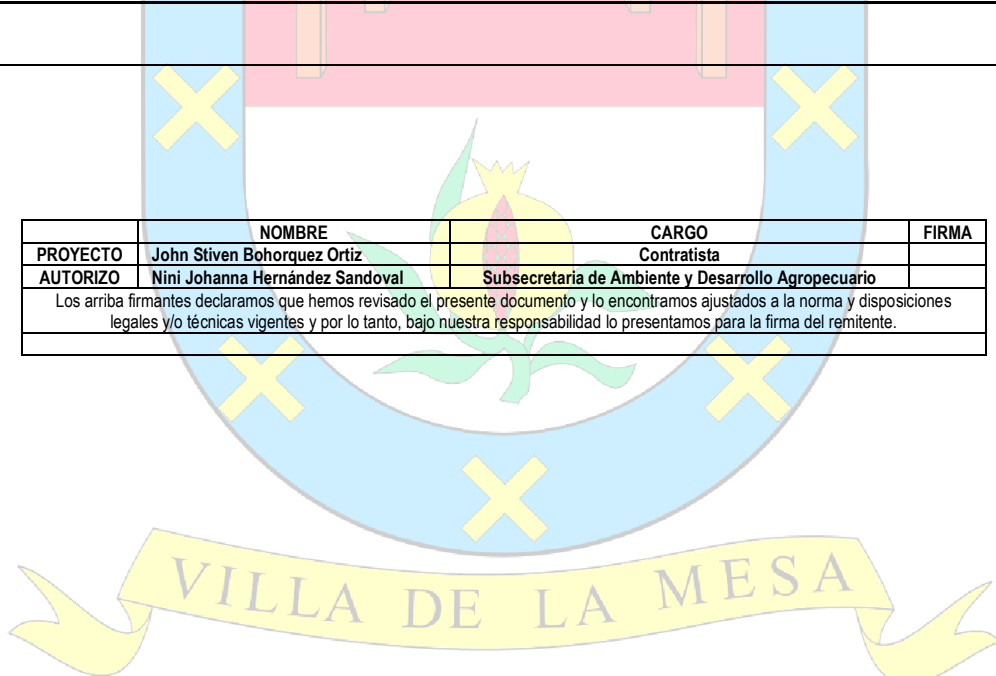 NOMBRE CARGO FIRMA
PROYECTO John Stiven Bohorquez Ortiz Contratista
AUTORIZO Nini Johanna Hernández Sandoval Subsecretaria de Ambiente y Desarrollo Agropecuario
Los arriba firmantes declaramos que hemos revisado el presente documento y lo encontramos ajustados a la norma y disposiciones
legales y/o técnicas vigentes y por lo tanto, bajo nuestra responsabilidad lo presentamos para la firma del remitente.
VILLA DE LA MESA